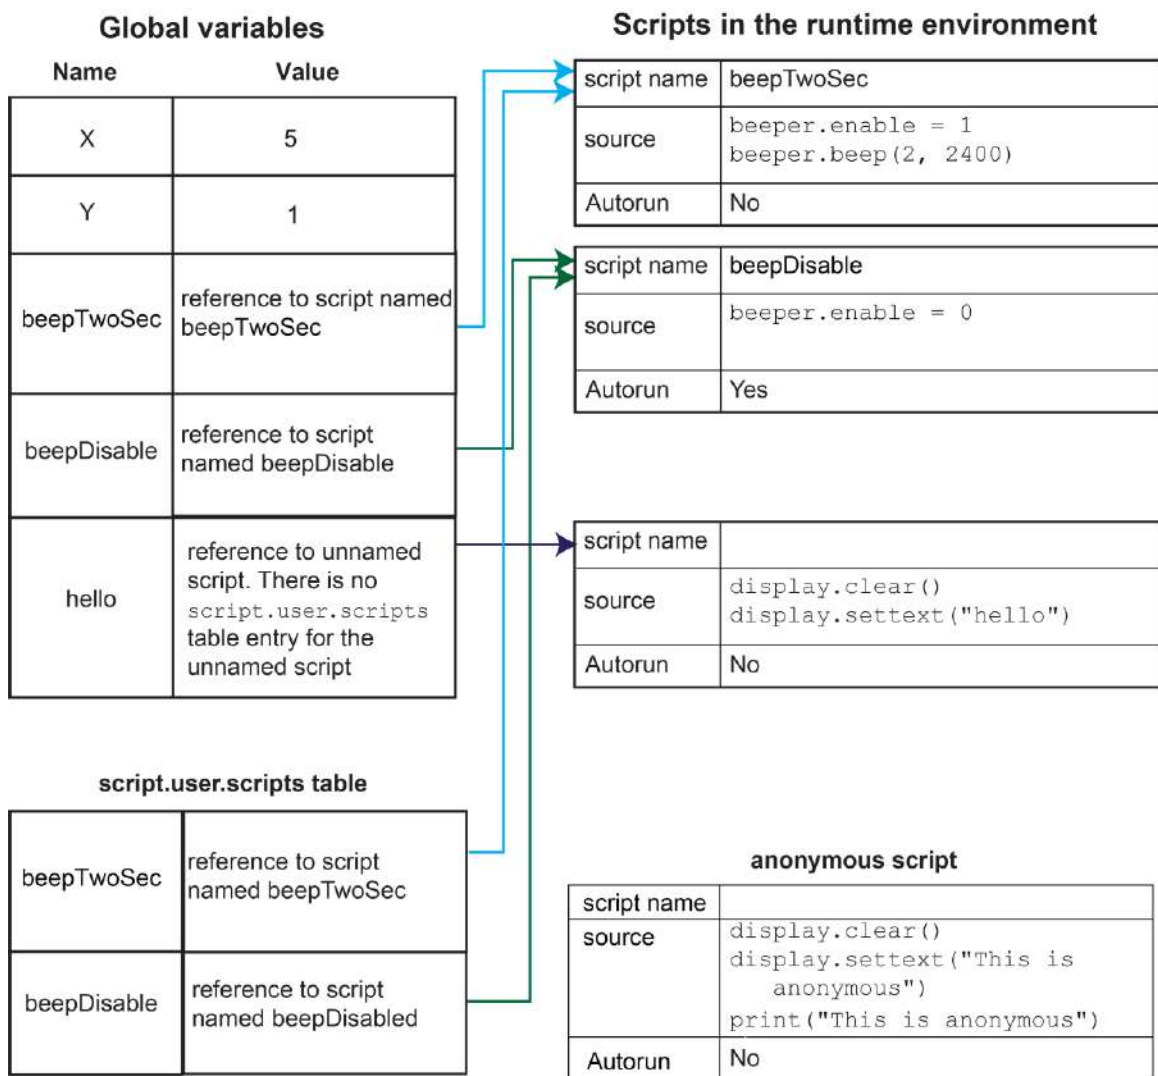 Global variables
Name Value
X 5
Y 1
beepTwoSec
reference to script named
beepTwoSec
beepDisable
reference to script
named beepDisable
hello
reference to unnamed
script. There is no
script.user.scripts
table entry for the
unnamed script
script.user.scripts table
beepTwoSec
reference to script
named beepTwoSec
beepDisable
reference to script
named beepDisabled
Scripts in the runtime environment
script name beepTwoSec
source
beeper.enable = 1
beeper.beep(2, 2400)
Autorun No
script name beepDisable
source
beeper.enable = 0
Autorun Yes
script name
source
display.clear()
display.settext("hello")
Autorun No
anonymous script
script name
source
display.clear()
display.settext("This is
anonymous")
print("This is anonymous")
Autorun No